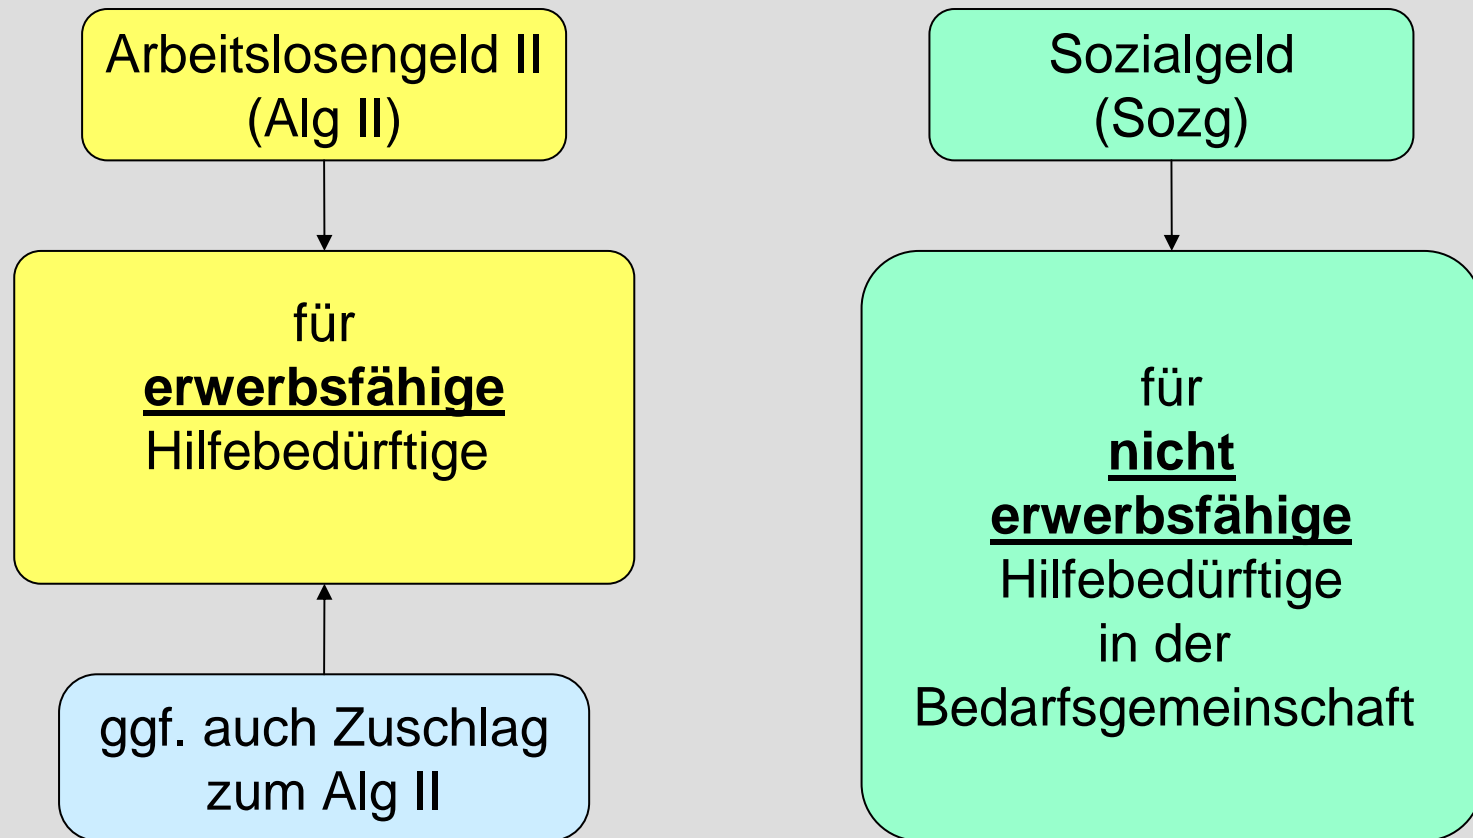 Arbeitslosengeld II
(Alg II)
für
erwerbsfähige
Hilfebedürftige
ggf. auch Zuschlag
zum Alg II
Sozialgeld
(Sozg)
für
nicht
erwerbsfähige
Hilfebedürftige
in der
Bedarfsgemeinschaft